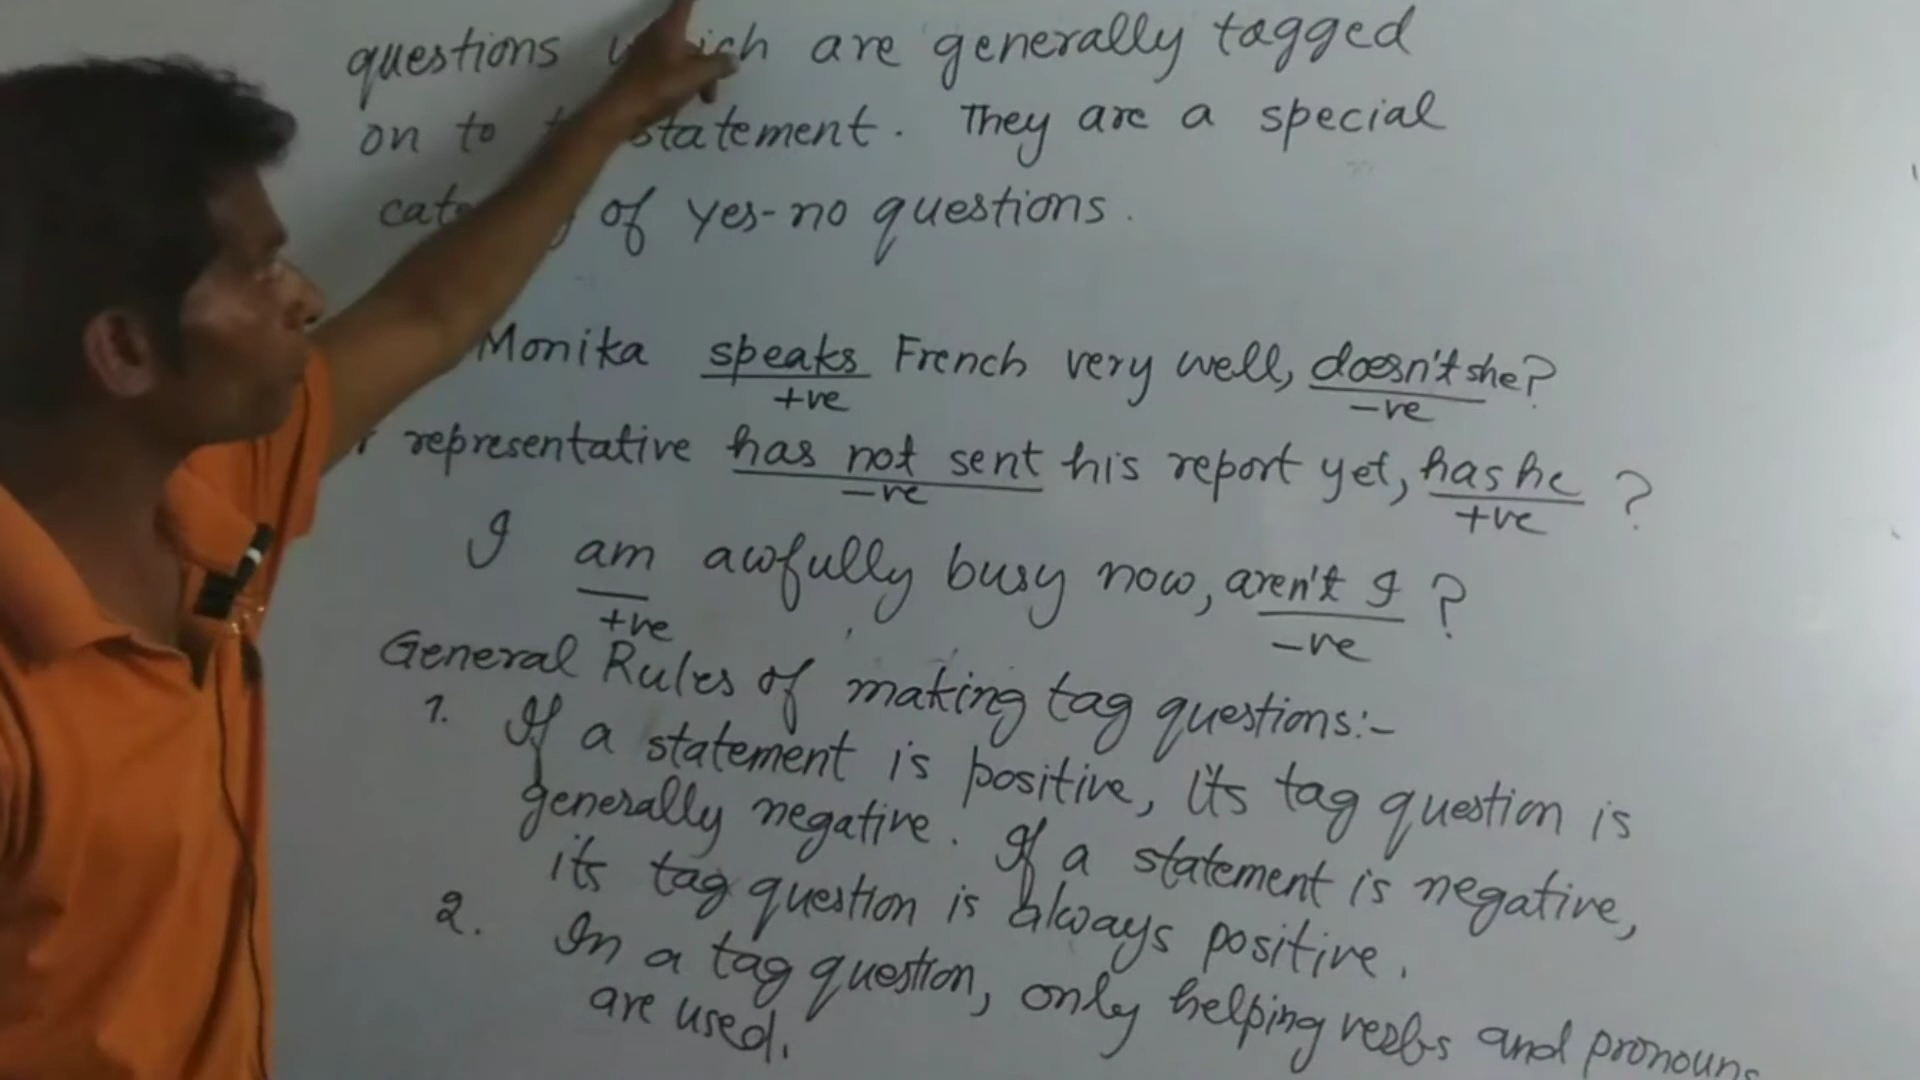 questions which are generally tagged
on to statement. They are a special
of yes-no questions.
Monika speaks French very well, doesn't she?
+ve -ve
representative has not sent his report yet, has he ?
-ve +ve
I am awfully busy now, aren't I ?
+ve -ve
General Rules of making tag questions:-
1. If a statement is positive, its tag question is
generally negative. If a statement is negative,
its tag question is always positive.
2. In a tag question, only helping verbs and pronouns
are used.